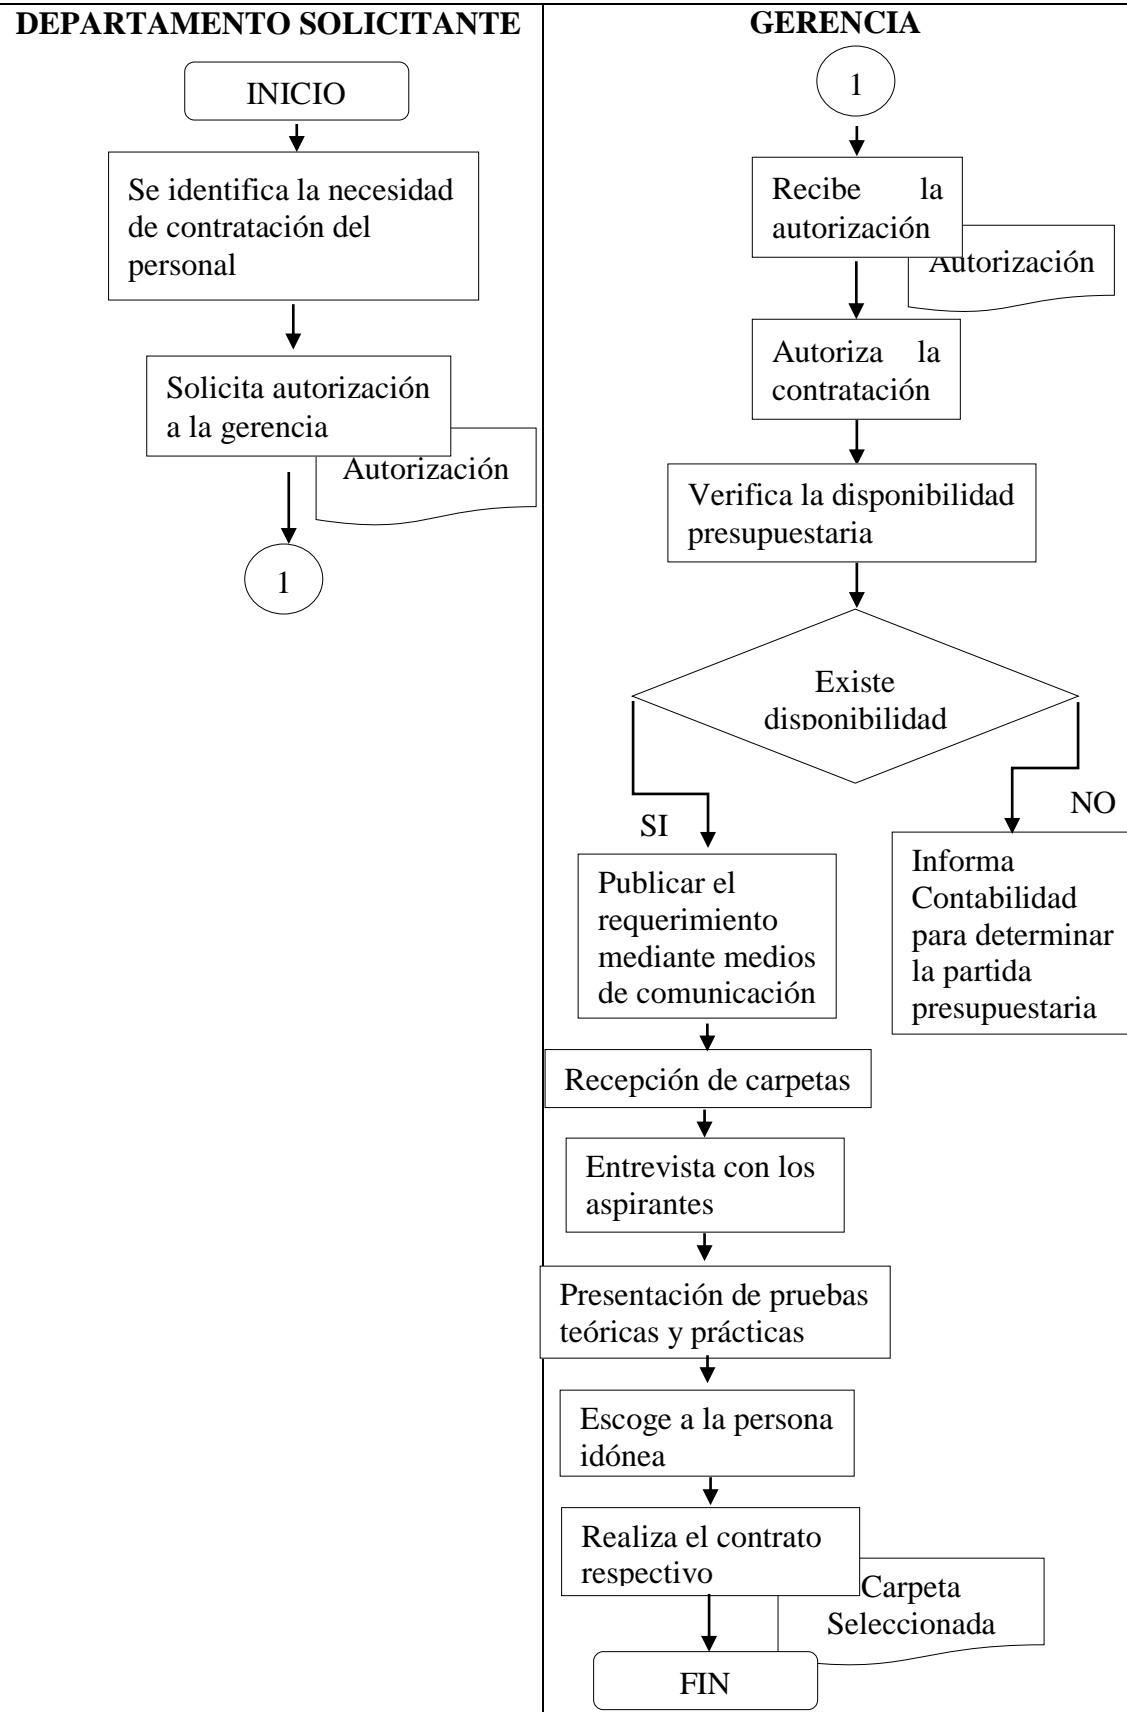 DEPARTAMENTO SOLICITANTE
INICIO
Se identifica la necesidad
de contratación del
personal
Solicita autorización
a la gerencia
Autorización
1
GERENCIA
1
Recibe la
autorización
Autorización
Autoriza la
contratación
Verifica la disponibilidad
presupuestaria
Existe
disponibilidad
SI
NO
Publicar el
requerimiento
mediante medios
de comunicación
Informa
Contabilidad
para determinar
la partida
presupuestaria
Recepción de carpetas
Entrevista con los
aspirantes
Presentación de pruebas
teóricas y prácticas
Escoge a la persona
idónea
Realiza el contrato
respectivo
Carpeta
Seleccionada
FIN